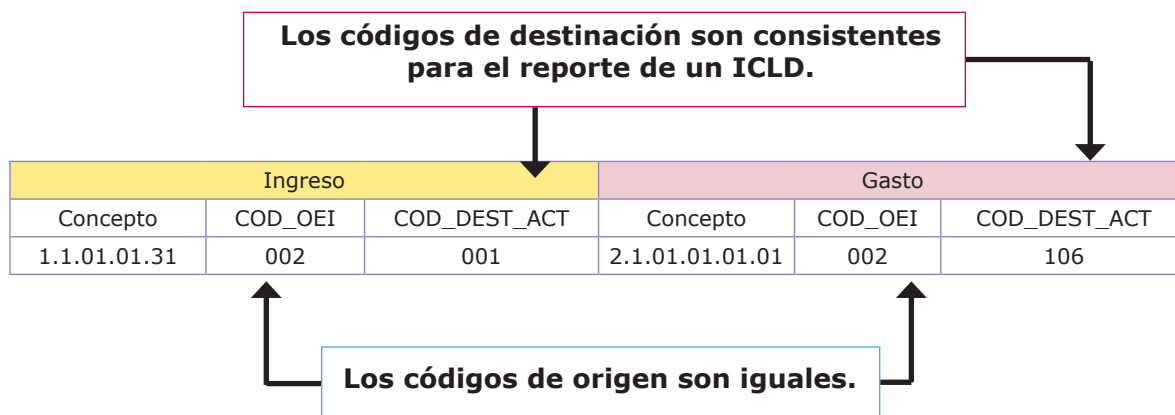 Los códigos de destinación son consistentes
para el reporte de un ICLD.
Ingreso Gasto
Concepto COD_OEI COD_DEST_ACT Concepto COD_OEI COD_DEST_ACT
1.1.01.01.31 002 001 2.1.01.01.01.01 002 106
Los códigos de origen son iguales.